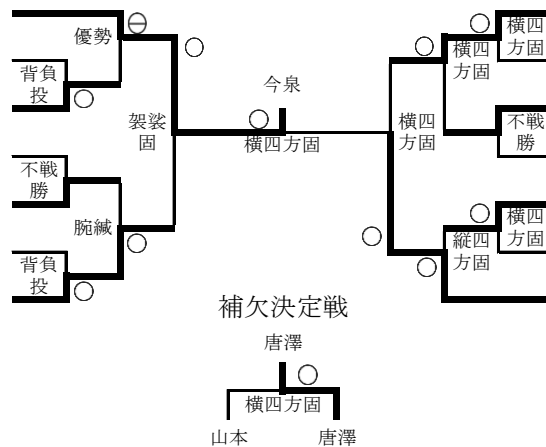 優勢
背負
投
不戦
勝
腕緘
背負
投
袈裟
固
今泉
横四方固
横四
方固
横四
方固
横四
方固
不戦
勝
横四
方固
縦四
方固
補欠決定戦
唐澤
横四方固
山本
唐澤